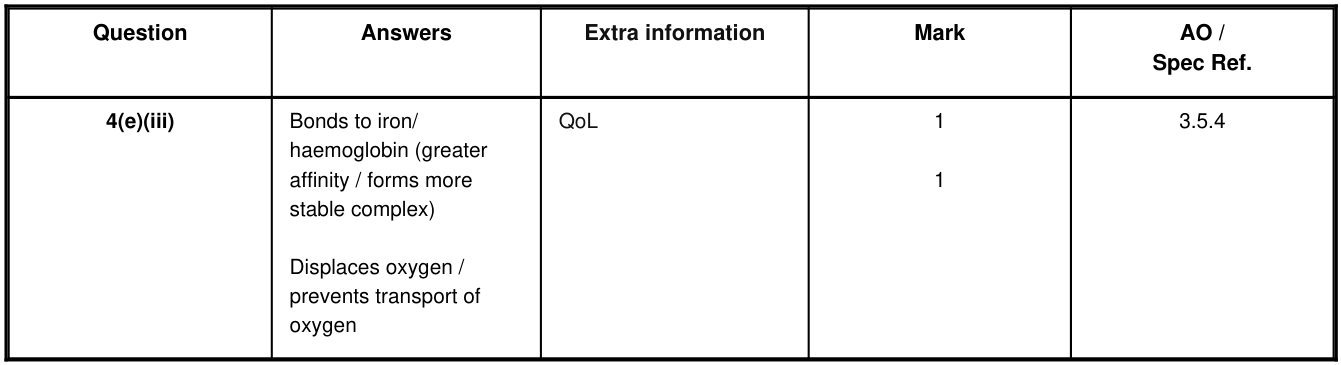 Question
Answers
Extra information
Mark
AO /
Spec Ref.
4(e)(iii)
Bonds to iron/
haemoglobin (greater
affinity / forms more
stable complex)
Displaces oxygen /
prevents transport of
oxygen
QoL
1
1
3.5.4